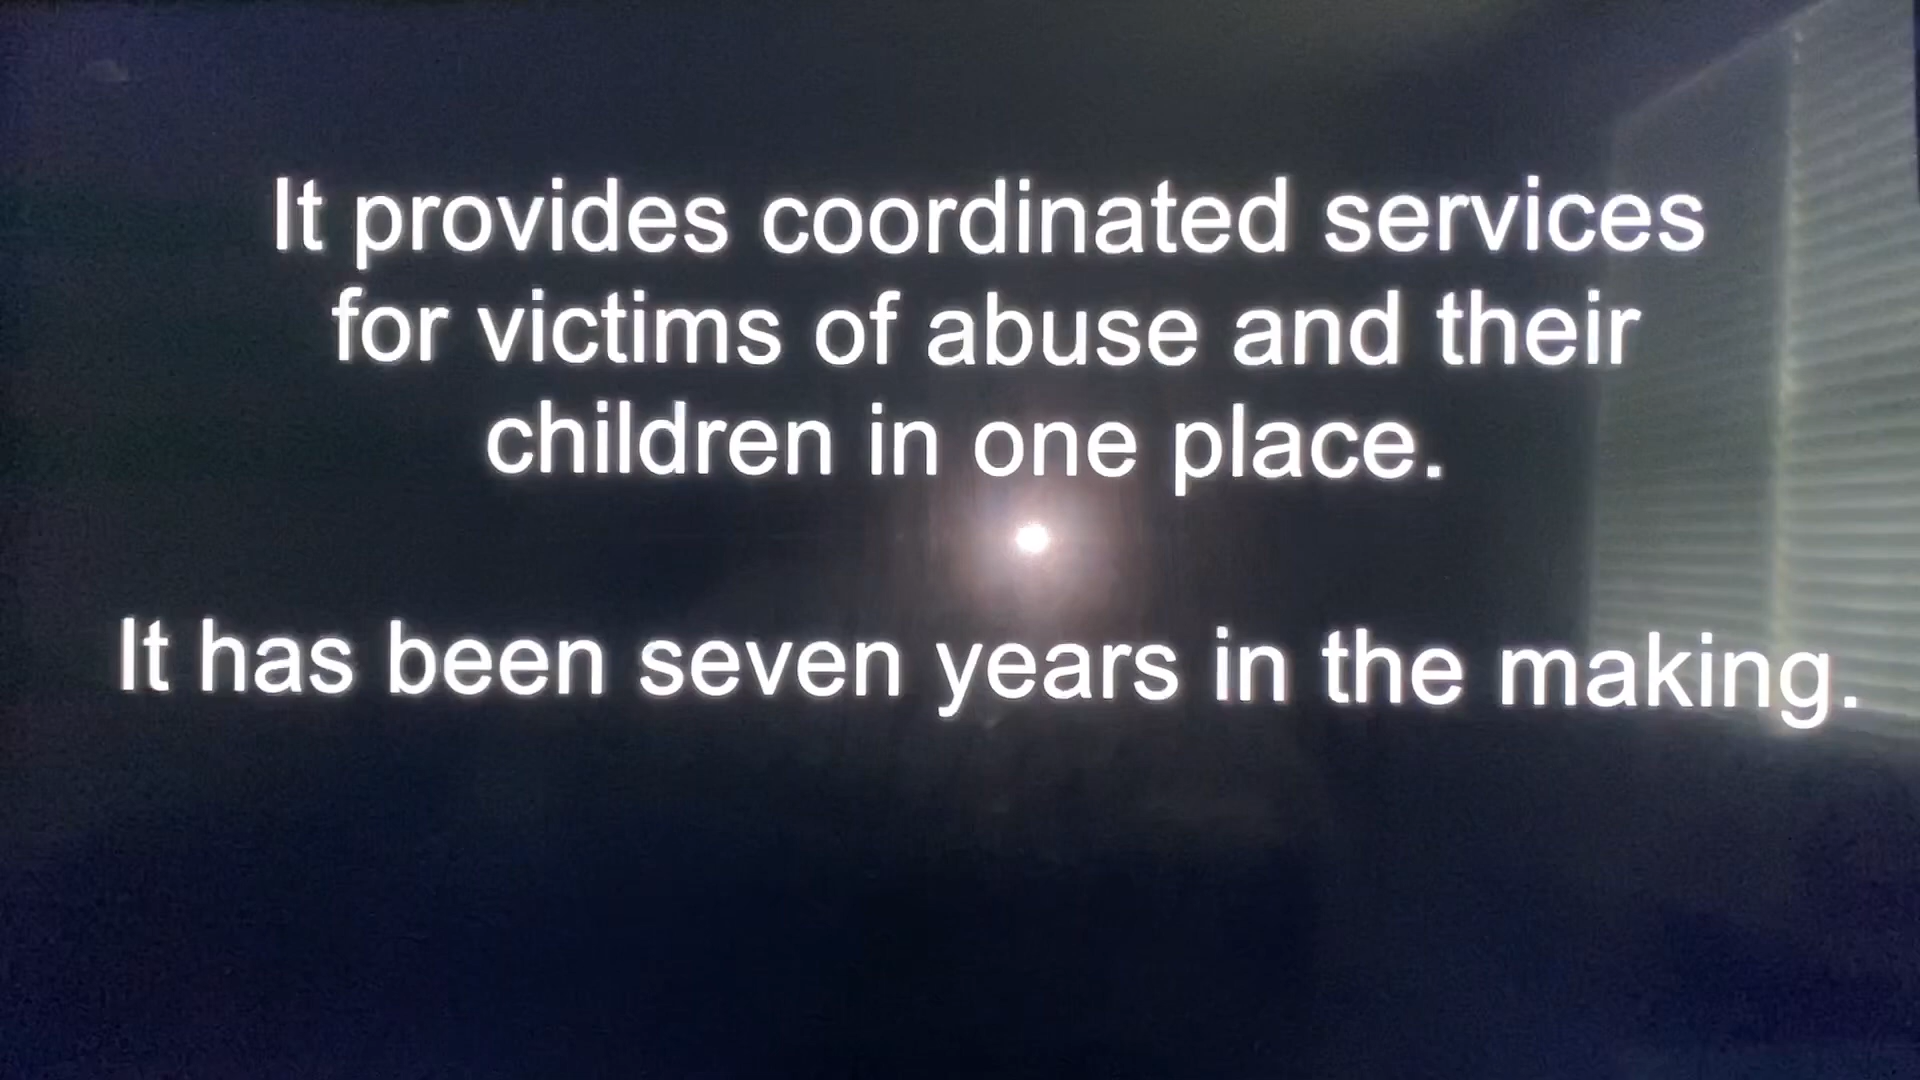 It provides coordinated services
for victims of abuse and their
children in one place.
It has been seven years in the making.